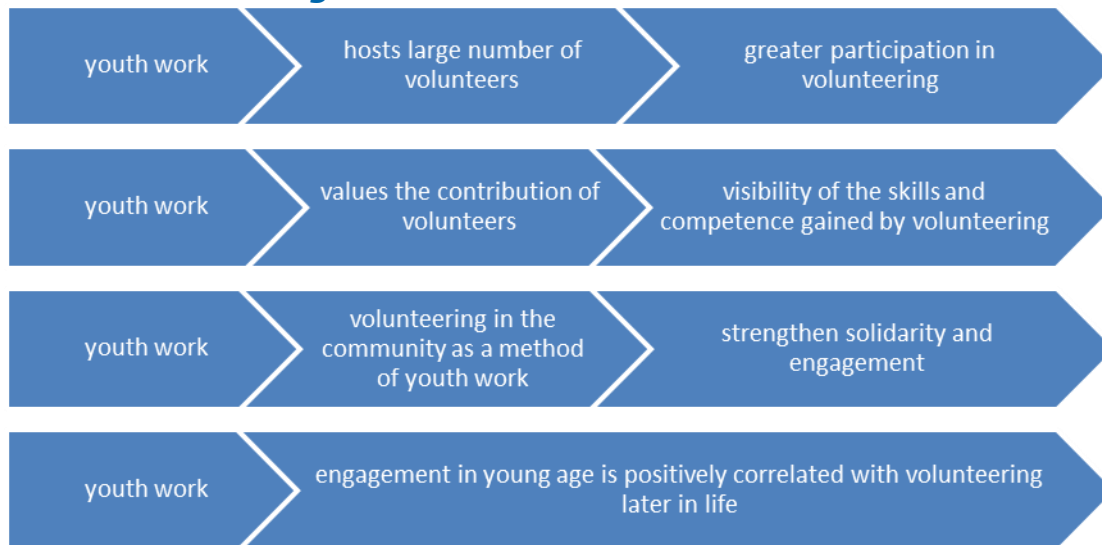 youth work
hosts large number of
volunteers
greater participation in
volunteering
youth work
values the contribution of
volunteers
visibility of the skills and
competence gained by volunteering
youth work
volunteering in the
community as a method
of youth work
strengthen solidarity and
engagement
youth work
engagement in young age is positively correlated with volunteering
later in life